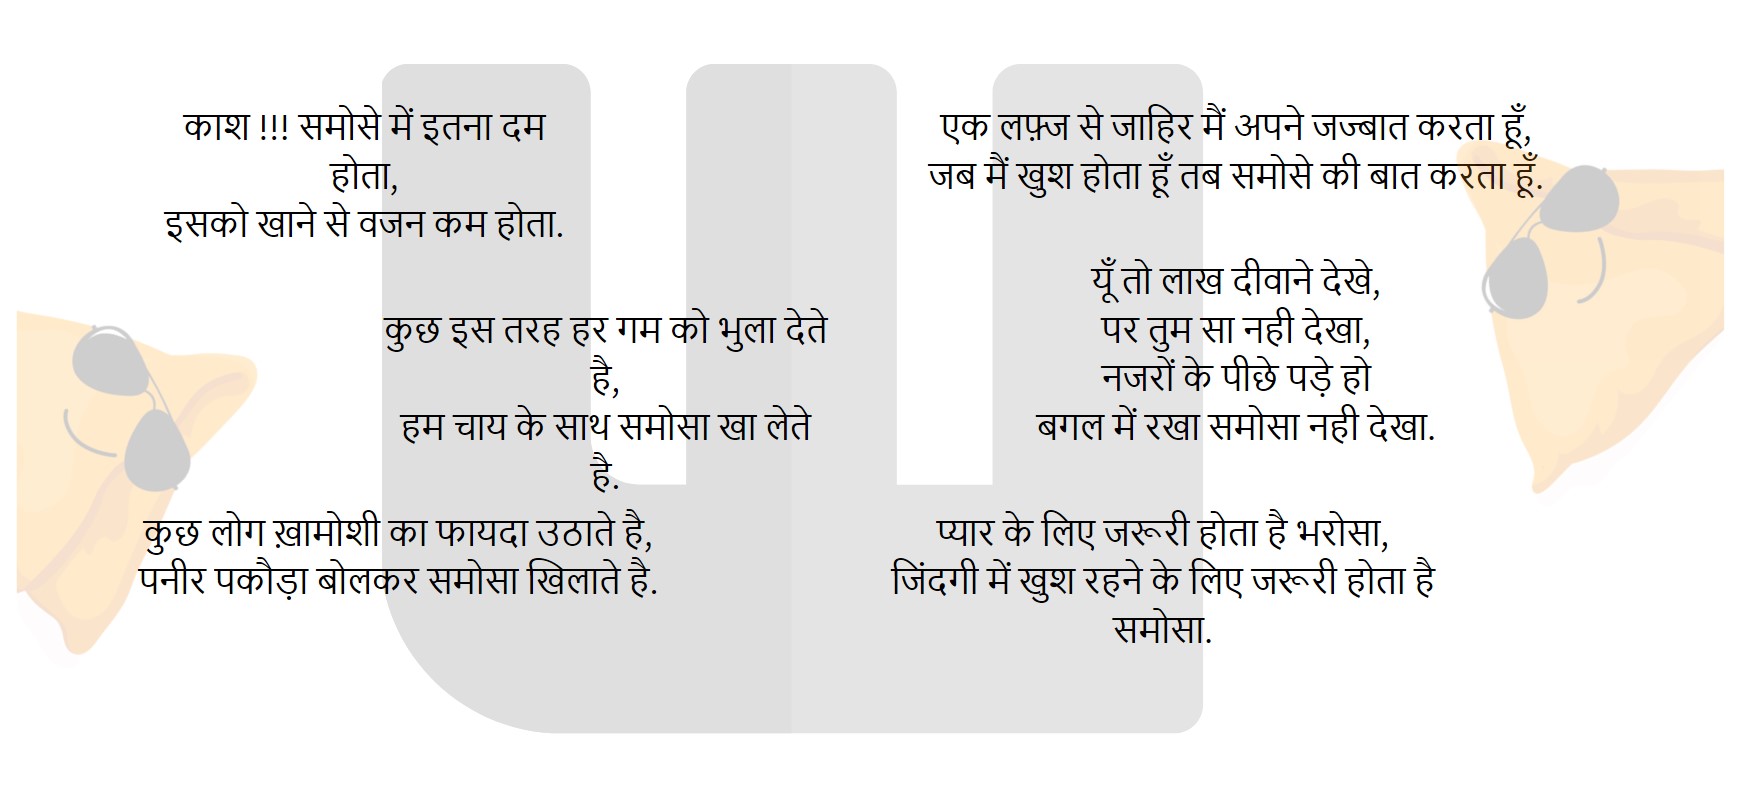 काश !!! समोसे में इतना दम
होता,
इसको खाने से वजन कम होता.
कुछ इस तरह हर गम को भुला देते
है,
हम चाय के साथ समोसा खा लेते
है.
कुछ लोग ख़ामोशी का फायदा उठाते है,
पनीर पकौड़ा बोलकर समोसा खिलाते है.
एक लफ़्ज से जाहिर मैं अपने जज्बात करता हूँ,
जब मैं खुश होता हूँ तब समोसे की बात करता हूँ.
यूँ तो लाख दीवाने देखे,
पर तुम सा नही देखा,
नजरों के पीछे पड़े हो
बगल में रखा समोसा नही देखा.
प्यार के लिए जरूरी होता है भरोसा,
जिंदगी में खुश रहने के लिए जरूरी होता है
समोसा.